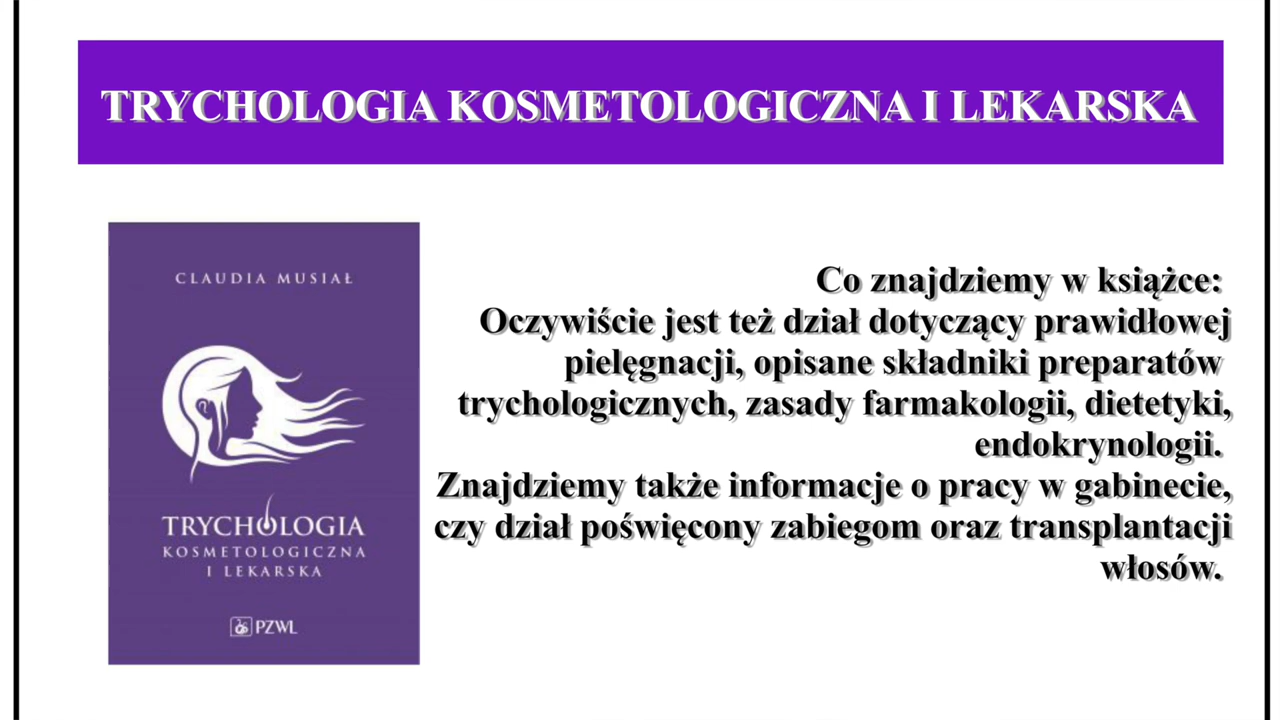 TRYCHOLOGIA KOSMETOLOGICZNA I LEKARSKA
CLAUDIA MUSIAŁ
TRYCHOLOGIA
KOSMETOLOGICZNA
I LEKARSKA
PZWL
Co znajdziemy w książce:
Oczywiście jest też dział dotyczący prawidłowej
pielęgnacji, opisane składniki preparatów
trychologicznych, zasady farmakologii, dietetyki,
endokrynologii.
Znajdziemy także informacje o pracy w gabinecie,
czy dział poświęcony zabiegom oraz transplantacji
włosów.